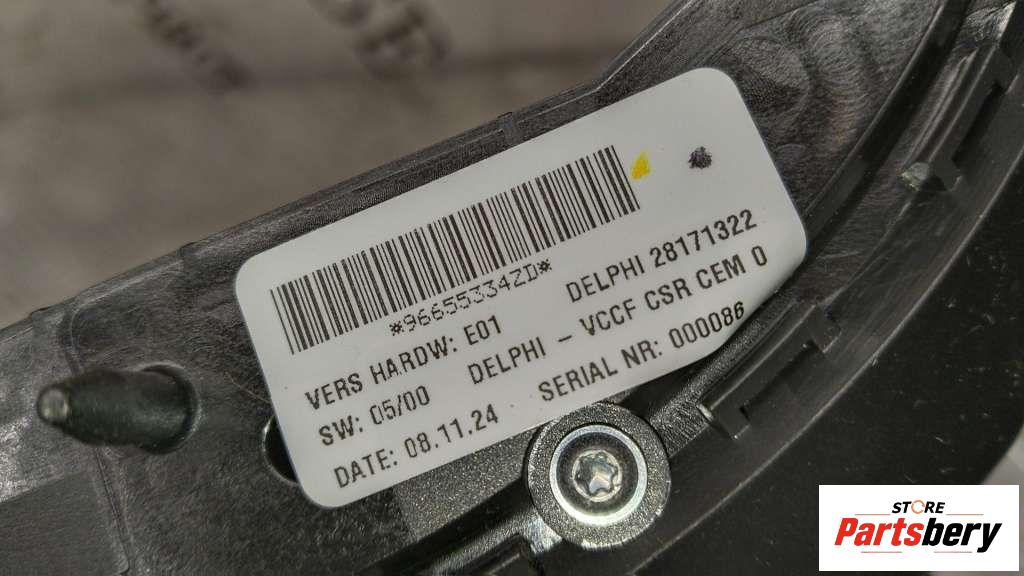 *96655334ZD*
VERS HARDW: E01 DELPHI 28171322
SW: 05/00 DELPHI - VCCF CSR CEM 0
DATE: 08.11.24 SERIAL NR: 000086
STORE
Partsbery